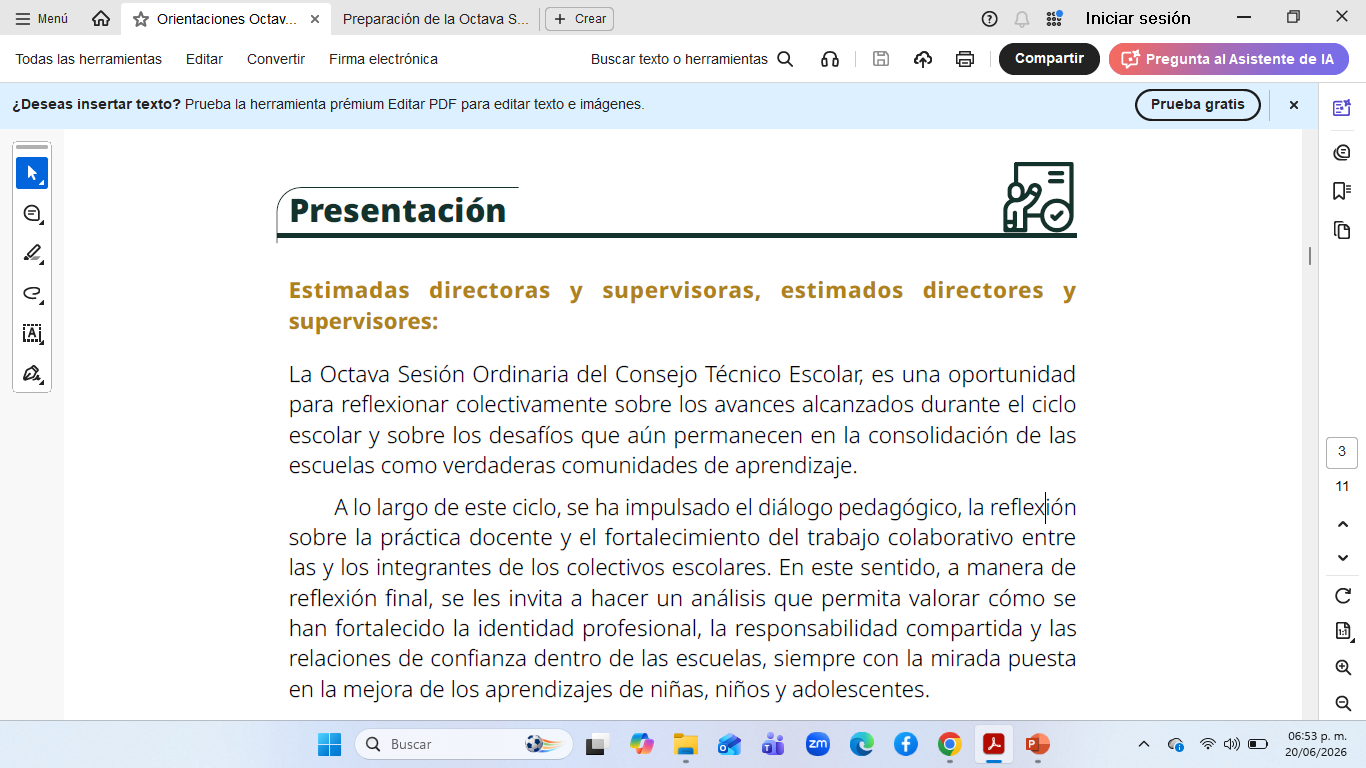 Menú
Orientaciones Octav...
Preparación de la Octava S...
Crear
Iniciar sesión
Todas las herramientas
Editar
Convertir
Firma electrónica
Buscar texto o herramientas
Compartir
Pregunta al Asistente de IA
¿Deseas insertar texto? Prueba la herramienta prémium Editar PDF para editar texto e imágenes.
Prueba gratis
Presentación
Estimadas directoras y supervisoras, estimados directores y
supervisores:
La Octava Sesión Ordinaria del Consejo Técnico Escolar, es una oportunidad
para reflexionar colectivamente sobre los avances alcanzados durante el ciclo
escolar y sobre los desafíos que aún permanecen en la consolidación de las
escuelas como verdaderas comunidades de aprendizaje.
A lo largo de este ciclo, se ha impulsado el diálogo pedagógico, la reflexión
sobre la práctica docente y el fortalecimiento del trabajo colaborativo entre
las y los integrantes de los colectivos escolares. En este sentido, a manera de
reflexión final, se les invita a hacer un análisis que permita valorar cómo se
han fortalecido la identidad profesional, la responsabilidad compartida y las
relaciones de confianza dentro de las escuelas, siempre con la mirada puesta
en la mejora de los aprendizajes de niñas, niños y adolescentes.
3
11
1:1
Buscar
zm
06:53 p. m.
20/06/2026